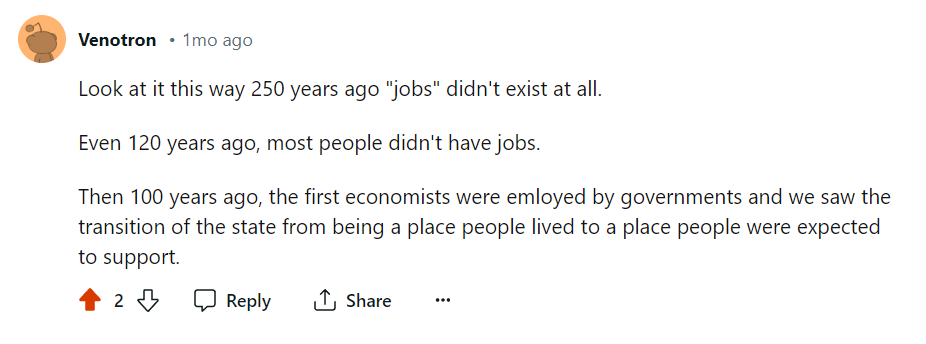 Venotron • 1mo ago
Look at it this way 250 years ago "jobs" didn't exist at all.
Even 120 years ago, most people didn't have jobs.
Then 100 years ago, the first economists were emloyed by governments and we saw the
transition of the state from being a place people lived to a place people were expected
to support.
2 Reply Share ...